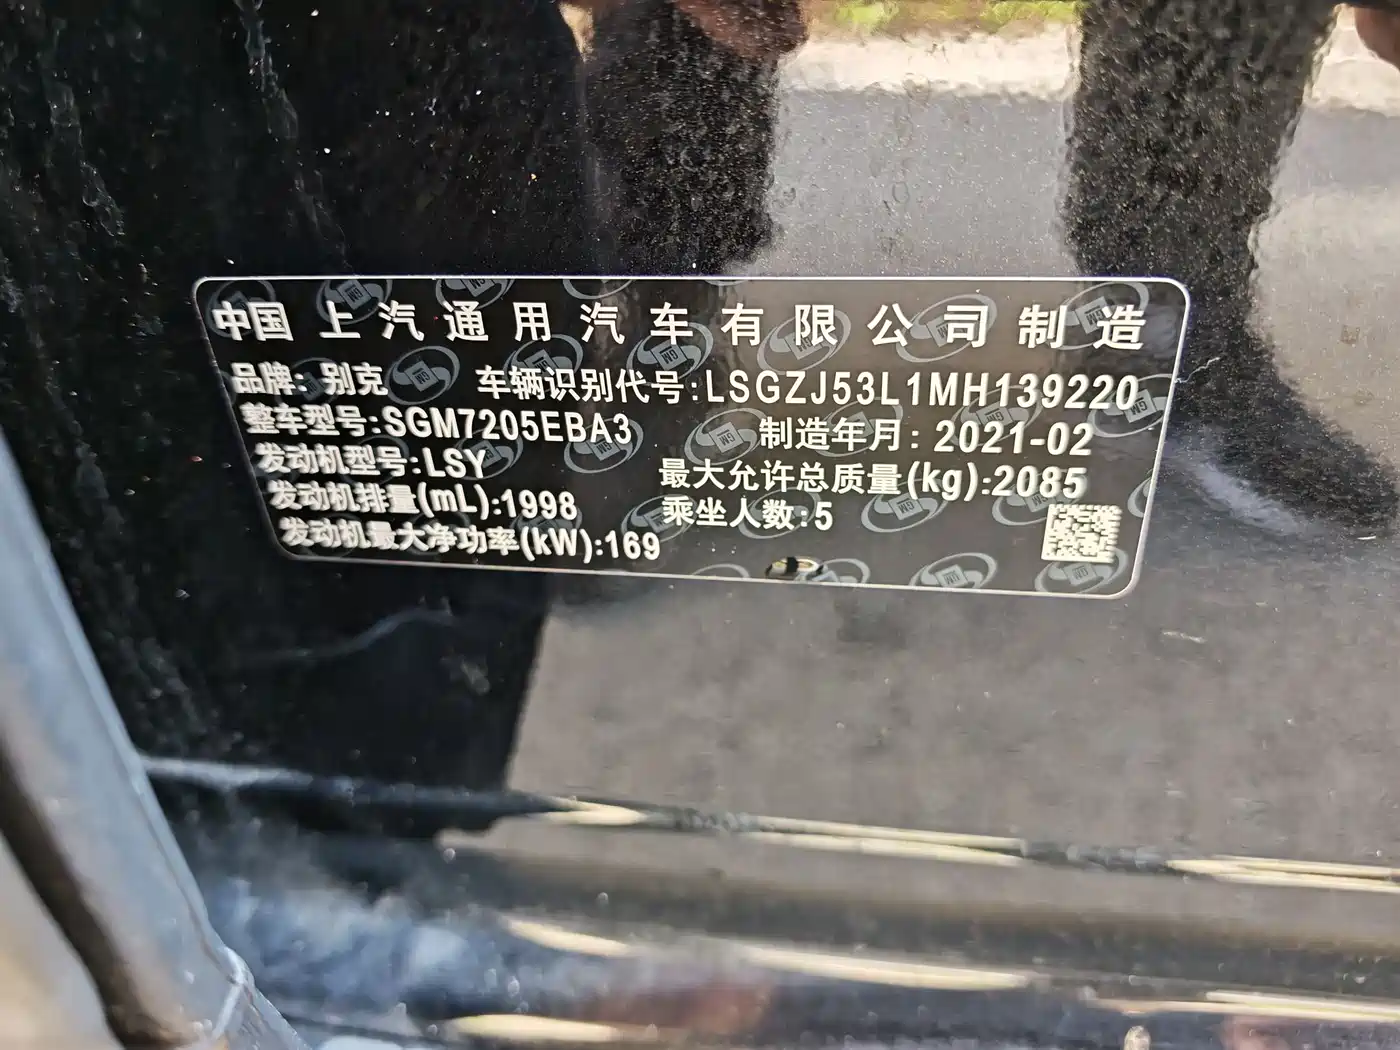 中国上汽通用汽车有限公司制造
品牌: 别克 车辆识别代号:LSGZJ53L1MH139220
整车型号:SGM7205EBA3 制造年月: 2021-02
发动机型号:LSY 最大允许总质量(kg):2085
发动机排量(mL):1998 乘坐人数:5
发动机最大净功率(kW):169